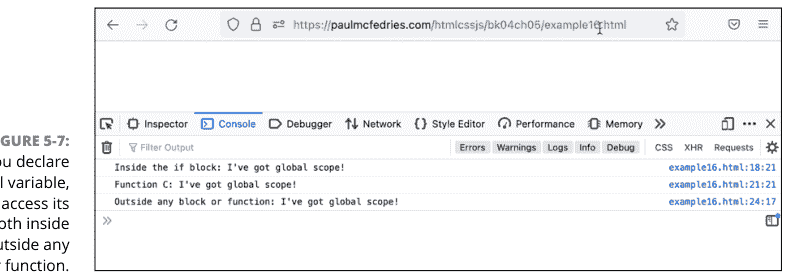 https://paulmcfedries.com/htmlcssjs/bk04ch05/example16.html
Inspector Console Debugger Network Style Editor Performance Memory
Filter Output Errors Warnings Logs Info Debug CSS XHR Requests
Inside the if block: I've got global scope! example16.html:18:21
Function C: I've got global scope! example16.html:21:21
Outside any block or function: I've got global scope! example16.html:24:17
GURE 5-7:
ou declare
l variable,
access its
oth inside
utside any
function.